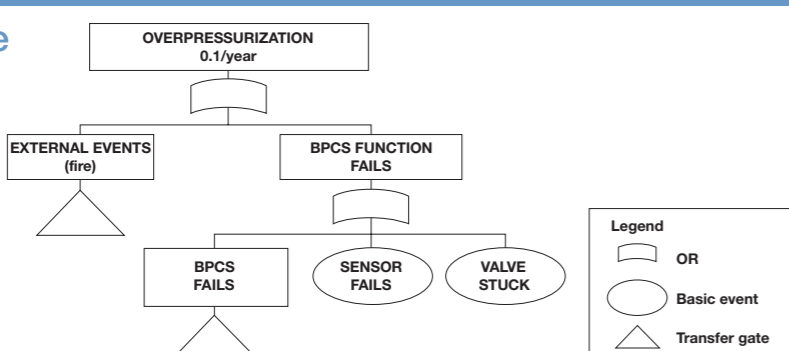 e
OVERPRESSURIZATION
0.1/year
EXTERNAL EVENTS
(fire)
BPCS FUNCTION
FAILS
BPCS
FAILS
SENSOR
FAILS
VALVE
STUCK
Legend
OR
Basic event
Transfer gate